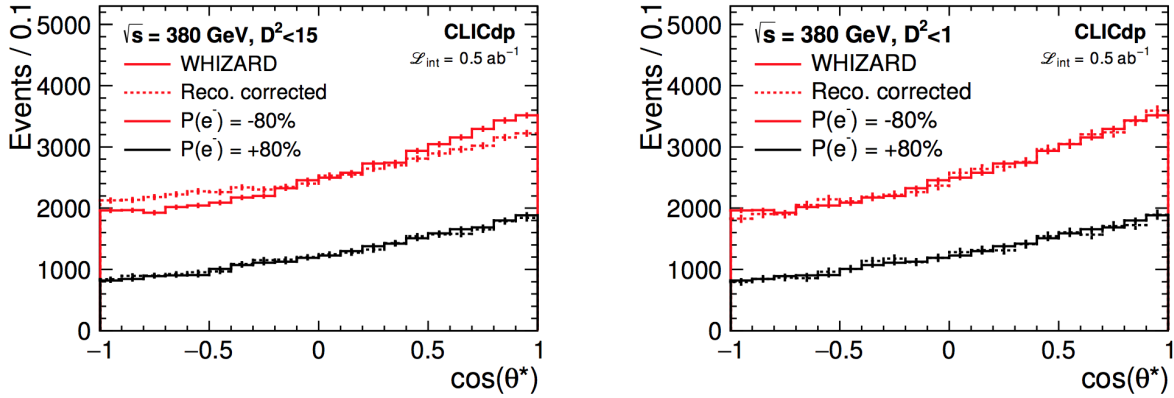 Events / 0.1
5000
4000
3000
2000
1000
0
√s = 380 GeV, D²<15
CLICdp
ℒint = 0.5 ab⁻¹
WHIZARD
Reco. corrected
P(e⁻) = -80%
P(e⁻) = +80%
−1 −0.5 0 0.5 1
cos(θ*)
Events / 0.1
5000
4000
3000
2000
1000
0
√s = 380 GeV, D²<1
CLICdp
ℒint = 0.5 ab⁻¹
WHIZARD
Reco. corrected
P(e⁻) = -80%
P(e⁻) = +80%
−1 −0.5 0 0.5 1
cos(θ*)